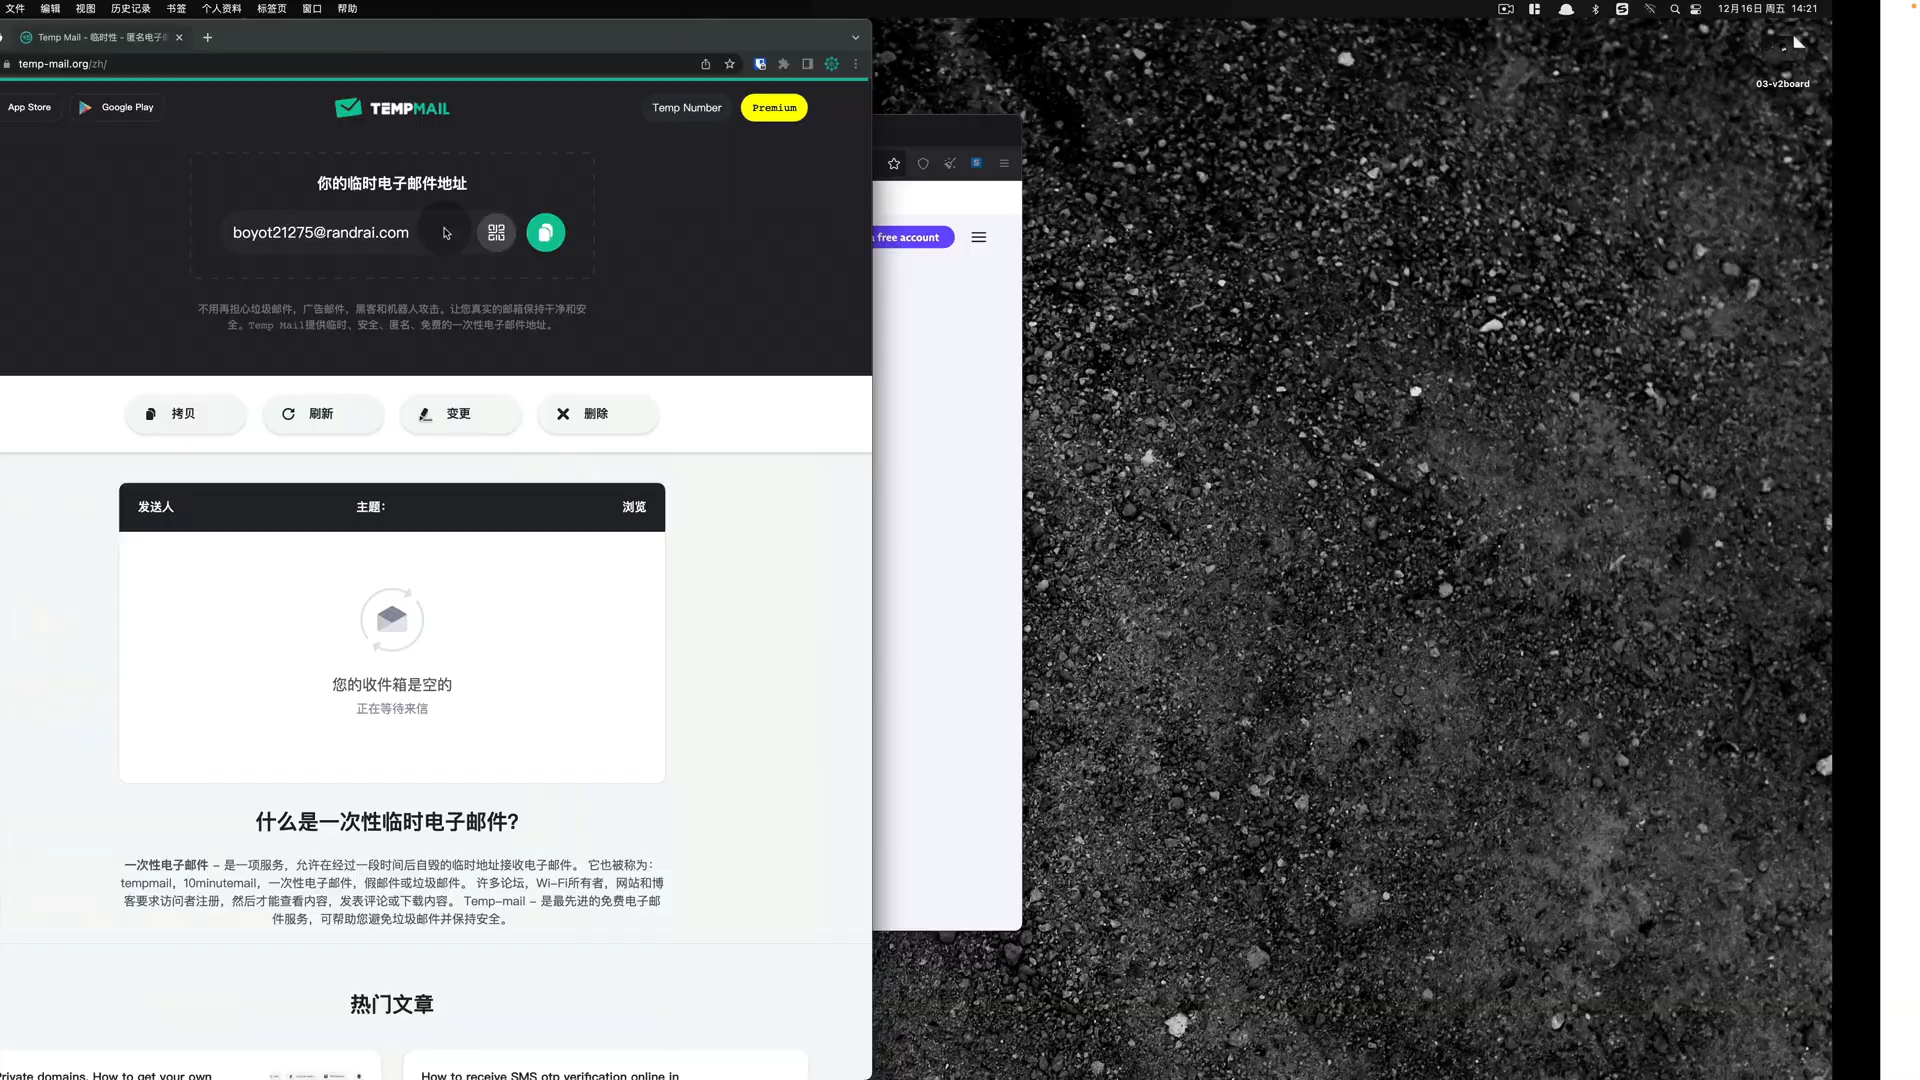 文件 编辑 视图 历史记录 书签 个人资料 标签页 窗口 帮助
12月16日 周五 14:21
Temp Mail - 临时性 - 匿名电子
temp-mail.org/zh/
03-v2board
App Store
Google Play
TEMPMAIL
Temp Number
Premium
你的临时电子邮件地址
boyot21275@randrai.com
free account
不用再担心垃圾邮件，广告邮件，黑客和机器人攻击。让您真实的邮箱保持干净和安
全。Temp Mail提供临时、安全、匿名、免费的一次性电子邮件地址。
拷贝 刷新 变更 删除
发送人 主题： 浏览
您的收件箱是空的
正在等待来信
什么是一次性临时电子邮件?
一次性电子邮件 – 是一项服务，允许在经过一段时间后自毁的临时地址接收电子邮件。 它也被称为：
tempmail，10minutemail，一次性电子邮件，假邮件或垃圾邮件。 许多论坛，Wi-Fi所有者，网站和博
客要求访问者注册，然后才能查看内容，发表评论或下载内容。 Temp-mail – 是最先进的免费电子邮
件服务，可帮助您避免垃圾邮件并保持安全。
热门文章
Private domains. How to get your own
How to receive SMS otp verification online in